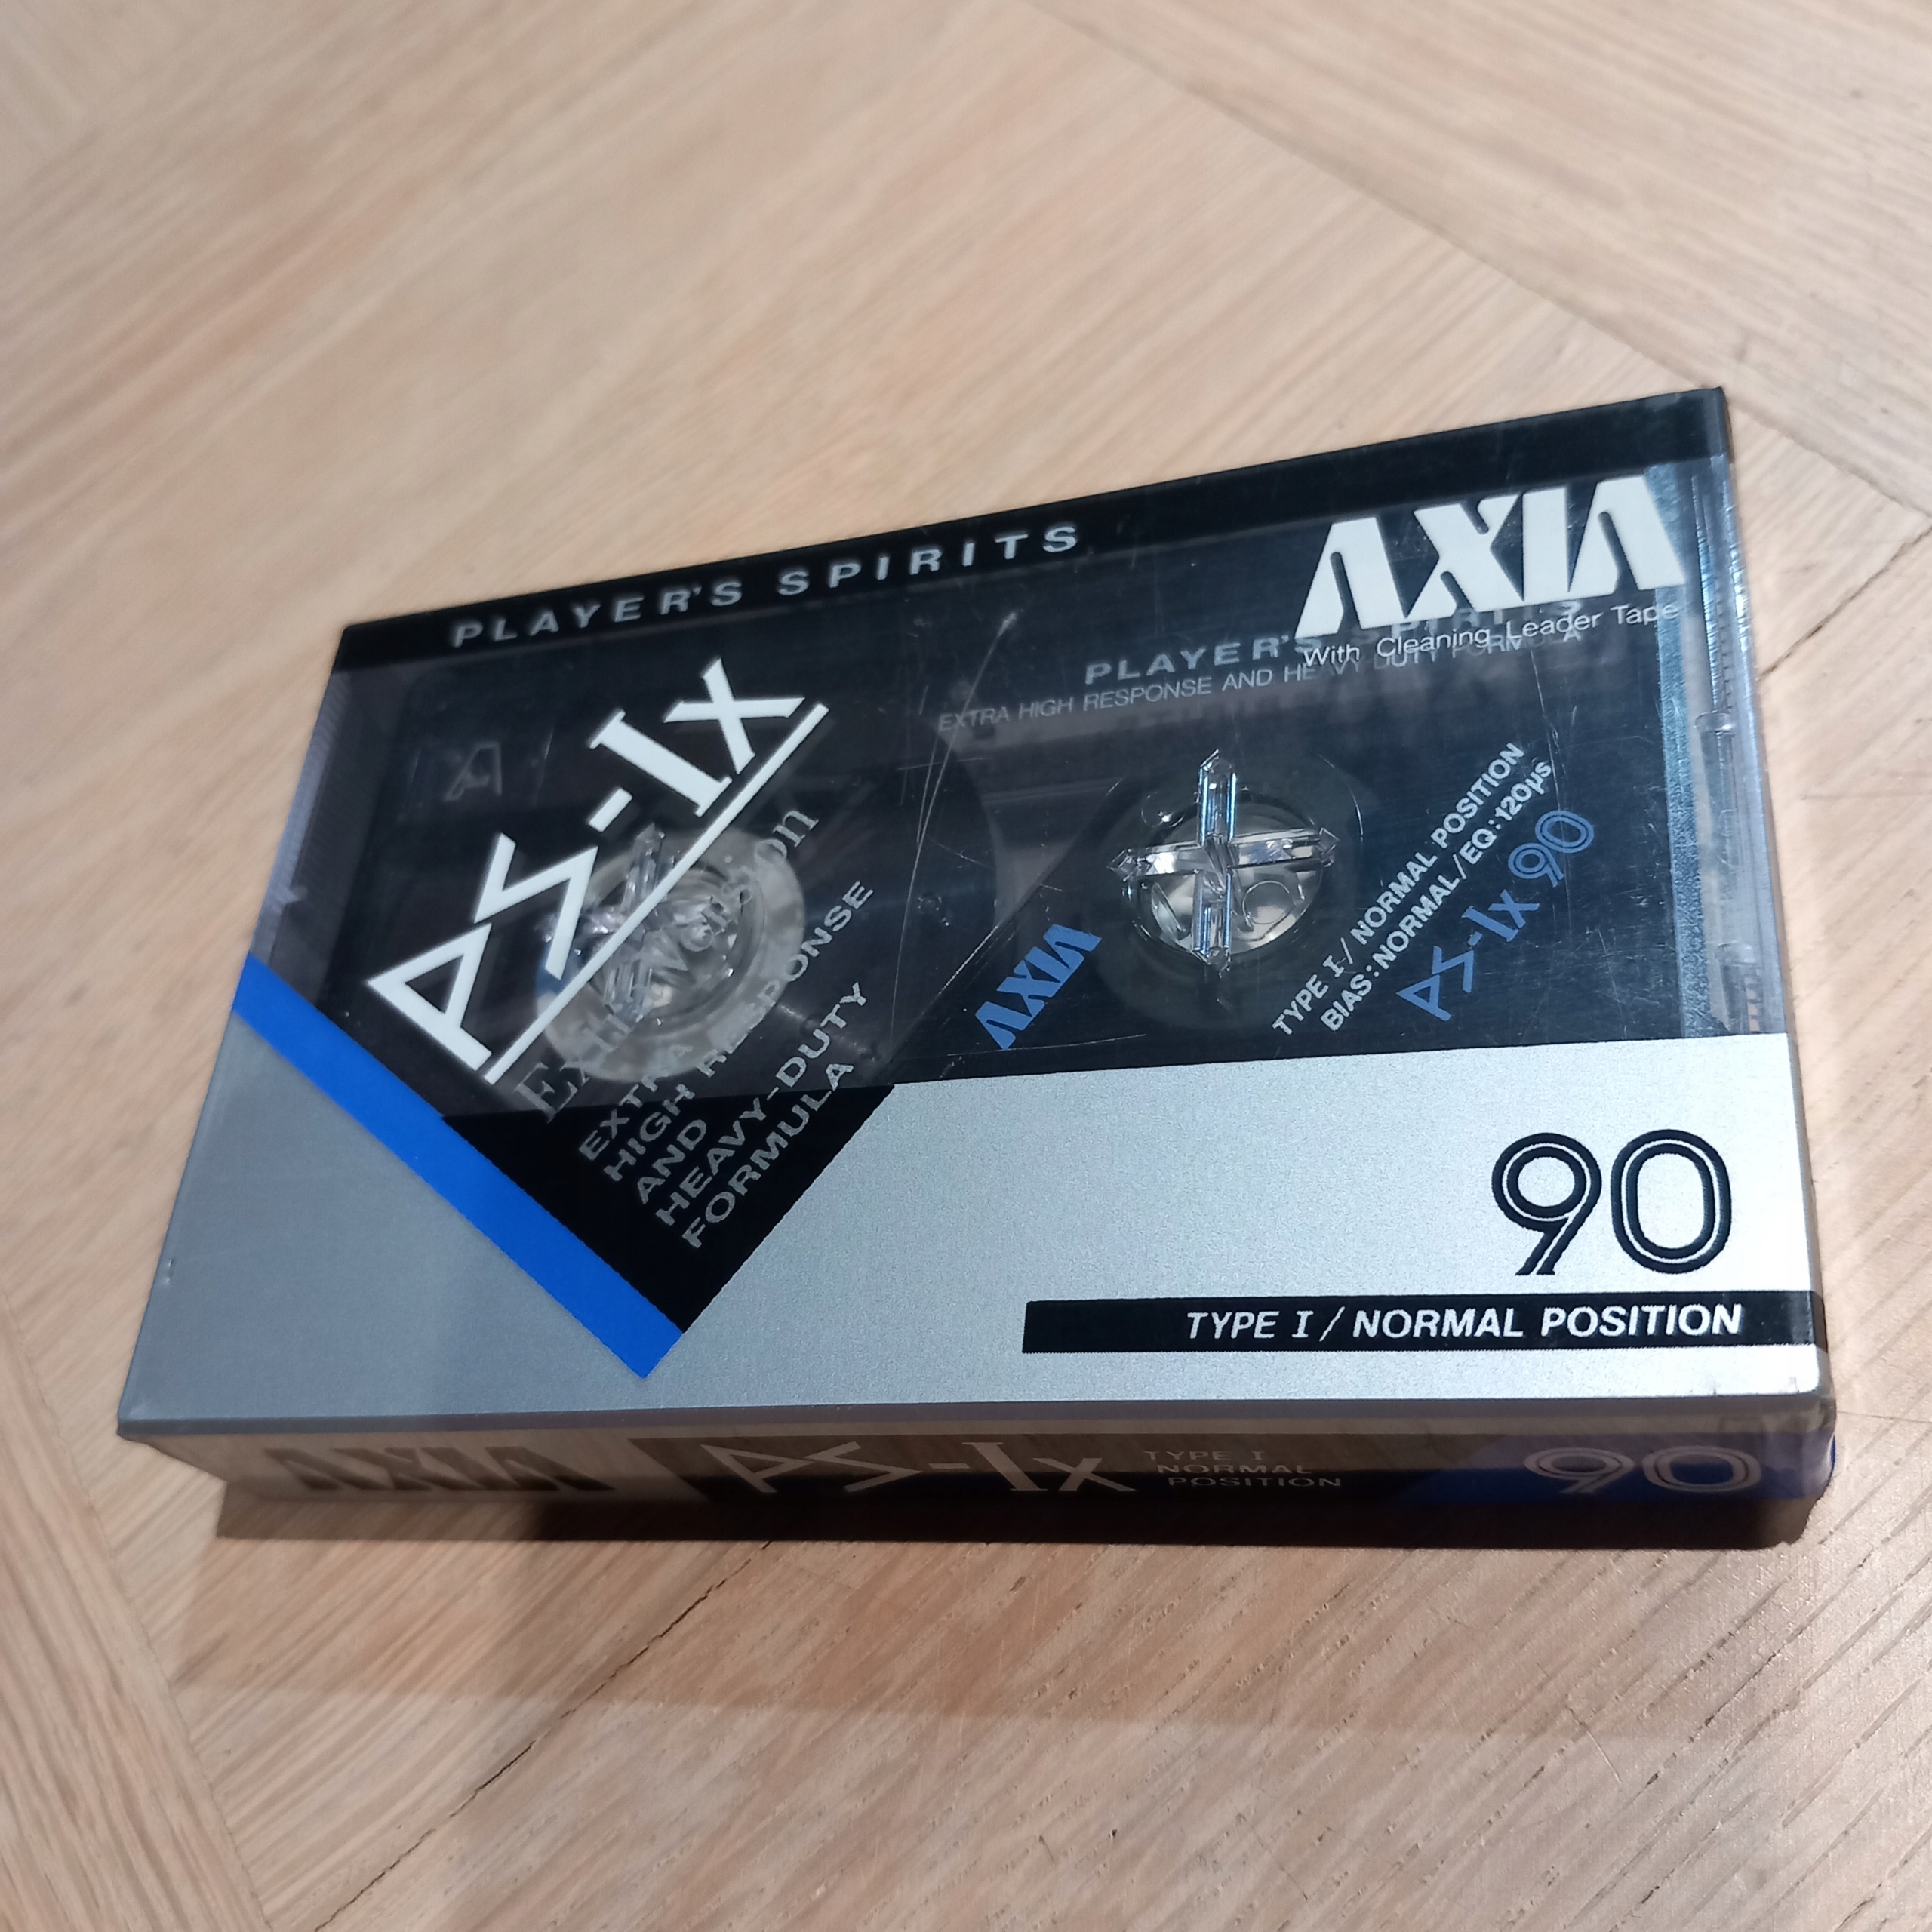 PLAYER'S SPIRITS
AXIA
With Cleaning Leader Tape
PLAYER'S SPIRITS
EXTRA HIGH RESPONSE AND HEAVY DUTY FORMULA
A
PS-Ix
EXTRA
HIGH RESPONSE
AND
HEAVY-DUTY
FORMULA
AXIA
TYPE I / NORMAL POSITION
BIAS: NORMAL / EQ: 120μs
PS-Ix 90
90
TYPE I / NORMAL POSITION
AXIA
PS-Ix
TYPE I
NORMAL
POSITION
90